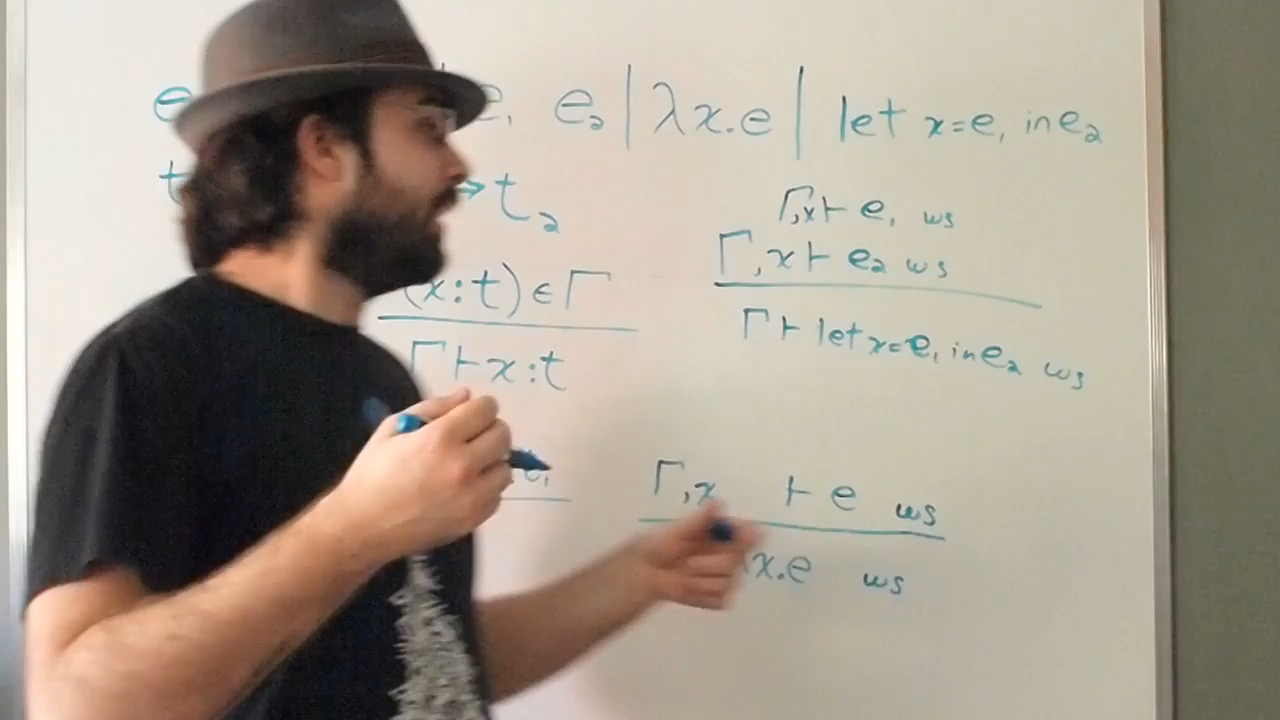 e e₁ e₂ | λx.e | let x=e₁ in e₂
t → t₂
Γ,x ⊢ e₁ ws
Γ,x ⊢ e₂ ws
Γ ⊢ let x=e₁ in e₂ ws
(x:t) ∈ Γ
Γ ⊢ x:t
e₁
Γ,x ⊢ e ws
x.e ws